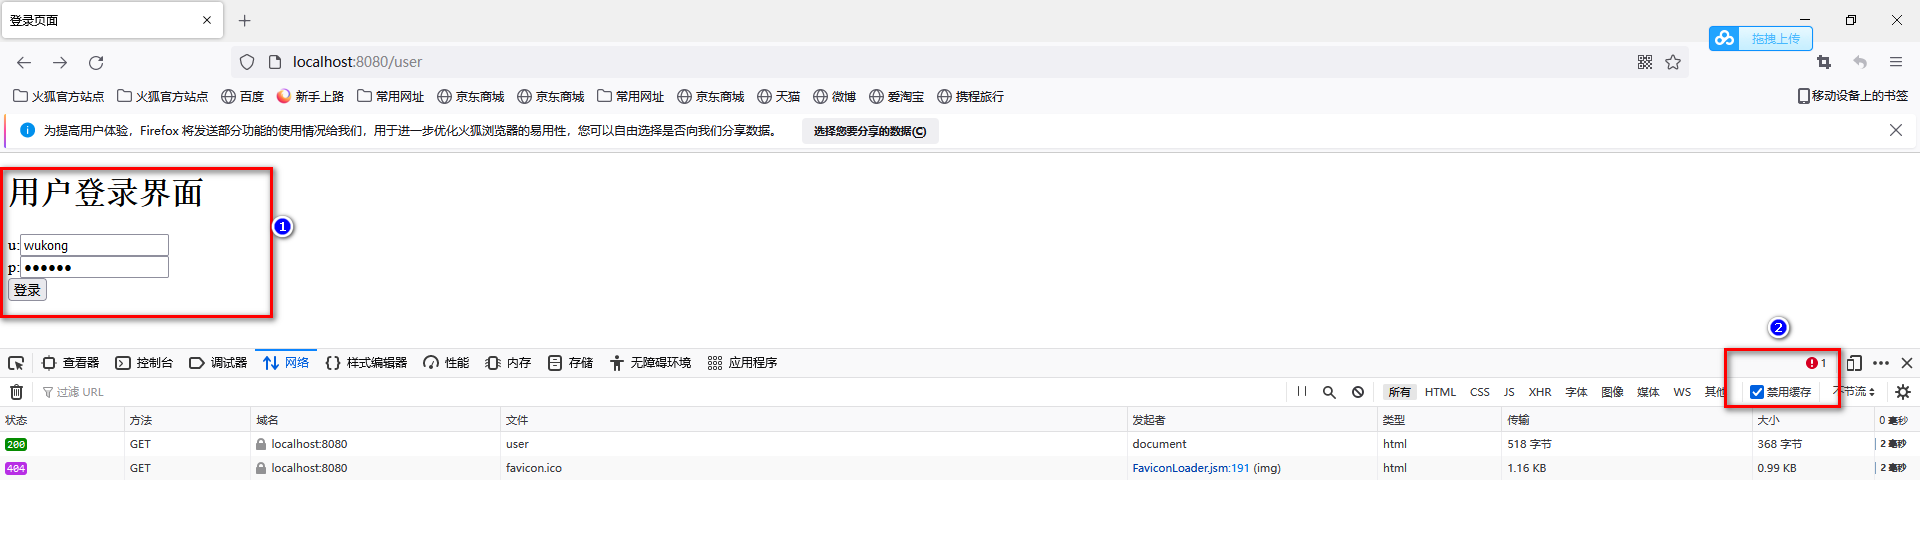 登录页面
拖拽上传
localhost:8080/user
火狐官方站点 火狐官方站点 百度 新手上路 常用网址 京东商城 京东商城 常用网址 京东商城 天猫 微博 爱淘宝 携程旅行 移动设备上的书签
为提高用户体验，Firefox 将发送部分功能的使用情况给我们，用于进一步优化火狐浏览器的易用性，您可以自由选择是否向我们分享数据。 选择您要分享的数据(C)
用户登录界面
1
u:wukong
p:●●●●●●
登录
2
查看器 控制台 调试器 网络 样式编辑器 性能 内存 存储 无障碍环境 应用程序 1
过滤 URL 所有 HTML CSS JS XHR 字体 图像 媒体 WS 其他 禁用缓存 不节流
状态 方法 域名 文件 发起者 类型 传输 大小 0 毫秒
200 GET localhost:8080 user document html 518 字节 368 字节 2 毫秒
404 GET localhost:8080 favicon.ico FaviconLoader.jsm:191 (img) html 1.16 KB 0.99 KB 2 毫秒